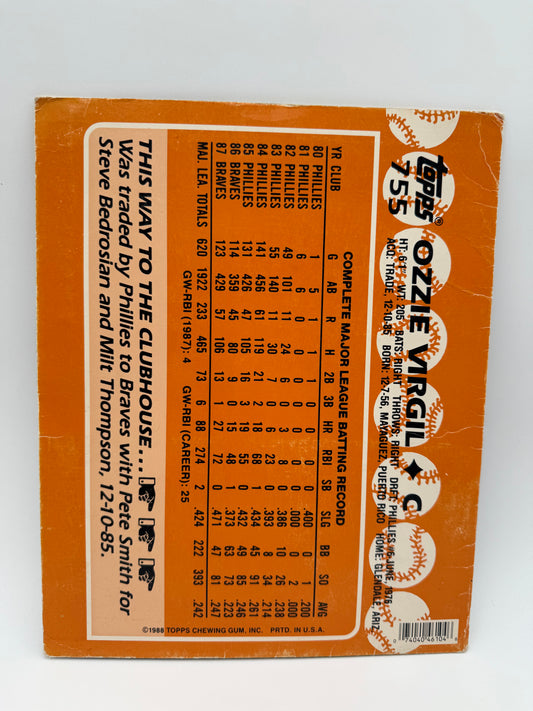 topps®
755 OZZIE VIRGIL ♦ C
HT: 6'1" WT: 205 BATS: RIGHT THROWS: RIGHT DRFT: PHILLIES #6-JUNE, 1976
ACQ: TRADE, 12-10-85 BORN: 12-7-56, MAYAGUEZ, PUERTO RICO HOME: GLENDALE, ARIZ.
COMPLETE MAJOR LEAGUE BATTING RECORD
YR CLUB G AB R H 2B 3B HR RBI SB SLG BB SO AVG
80 PHILLIES 1 5 1 1 1 0 0 0 0 .400 0 1 .200
81 PHILLIES 6 6 0 0 0 0 0 0 0 .000 0 2 .000
82 PHILLIES 49 101 11 24 6 0 3 8 0 .386 10 26 .238
83 PHILLIES 55 140 11 30 7 0 6 23 0 .393 8 34 .214
84 PHILLIES 141 456 61 119 21 2 18 68 1 .434 45 91 .261
85 PHILLIES 131 426 47 105 16 3 19 55 0 .432 49 85 .246
86 BRAVES 114 359 45 80 9 0 15 48 1 .373 63 73 .223
87 BRAVES 123 429 57 106 13 1 27 72 0 .471 47 81 .247
MAJ. LEA. TOTALS 620 1922 233 465 73 6 88 274 2 .424 222 393 .242
GW-RBI (1987): 4 GW-RBI (CAREER): 25
THIS WAY TO THE CLUBHOUSE...
Was traded by Phillies to Braves with Pete Smith for
Steve Bedrosian and Milt Thompson, 12-10-85.
©1988 TOPPS CHEWING GUM, INC. PRTD. IN U.S.A.
0 74040 46104 6